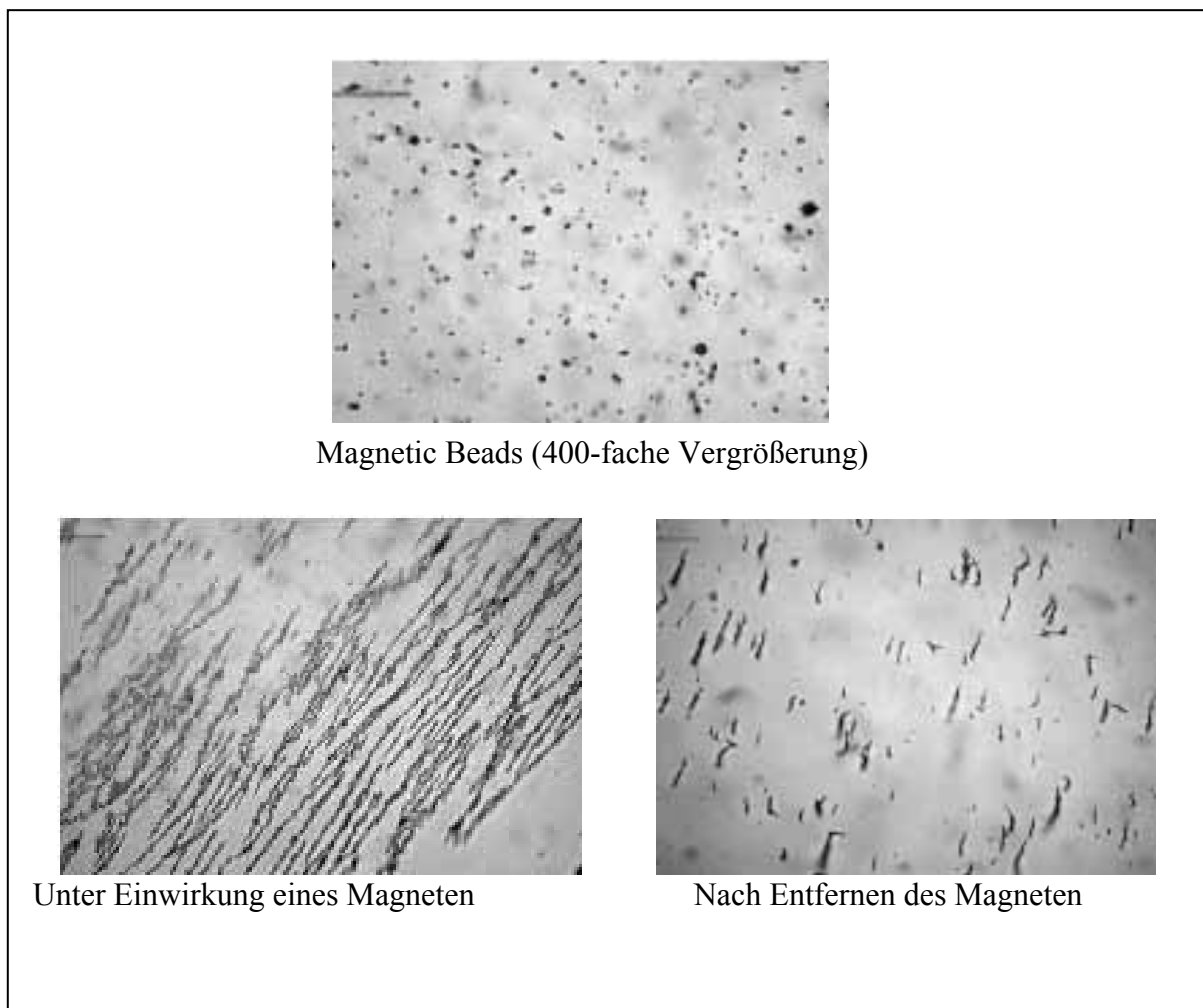 Magnetic Beads (400-fache Vergrößerung)
Unter Einwirkung eines Magneten
Nach Entfernen des Magneten